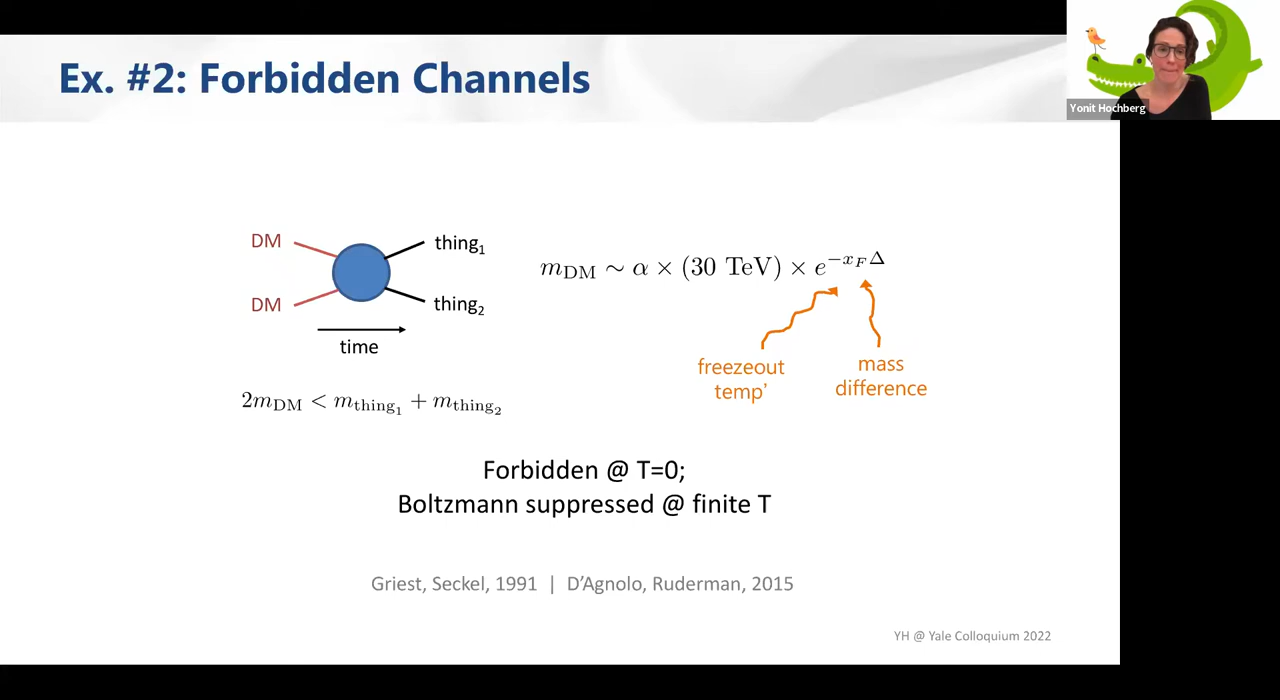 Ex. #2: Forbidden Channels
Yonit Hochberg
DM
thing₁
DM
thing₂
time
2m_DM < m_thing₁ + m_thing₂
m_DM ∼ α × (30 TeV) × e^{−x_F Δ}
freezeout
temp'
mass
difference
Forbidden @ T=0;
Boltzmann suppressed @ finite T
Griest, Seckel, 1991 | D'Agnolo, Ruderman, 2015
YH @ Yale Colloquium 2022